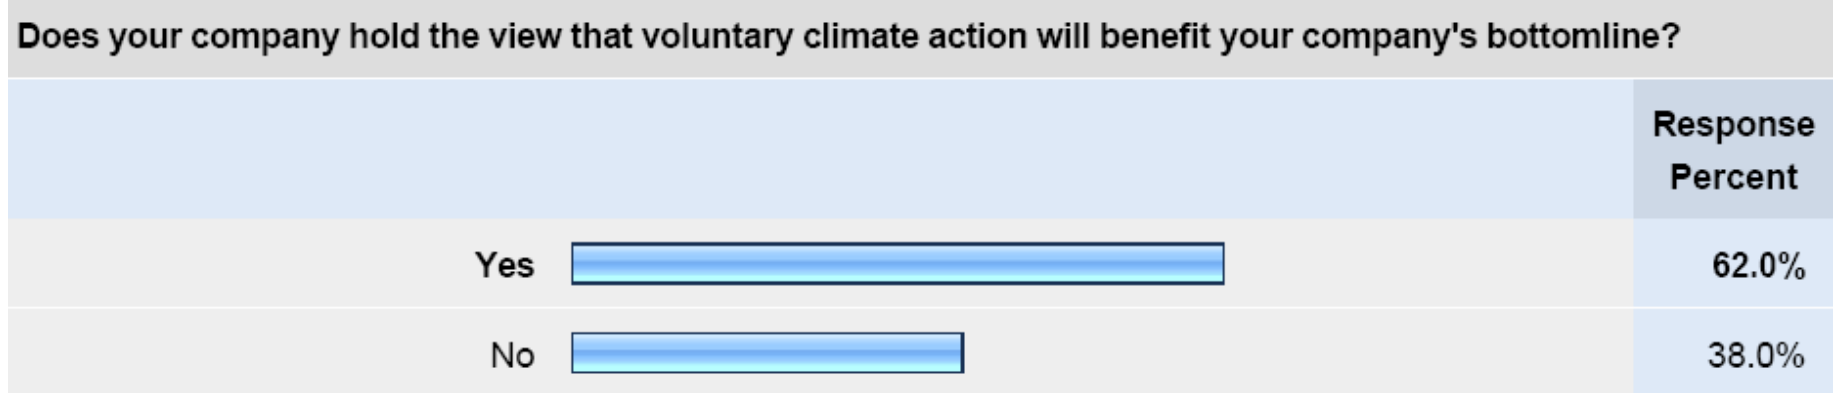 Does your company hold the view that voluntary climate action will benefit your company's bottomline?
Response
Percent
Yes 62.0%
No 38.0%